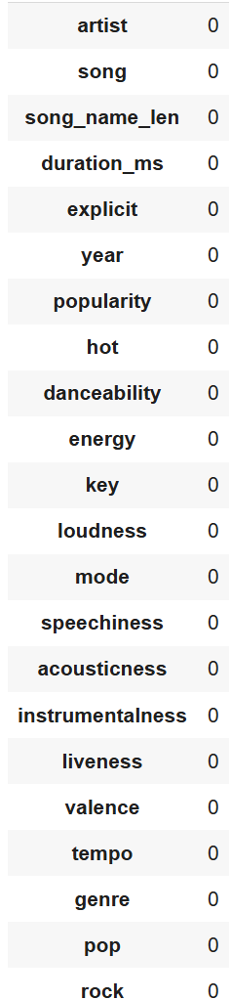 artist 0
song 0
song_name_len 0
duration_ms 0
explicit 0
year 0
popularity 0
hot 0
danceability 0
energy 0
key 0
loudness 0
mode 0
speechiness 0
acousticness 0
instrumentalness 0
liveness 0
valence 0
tempo 0
genre 0
pop 0
rock 0